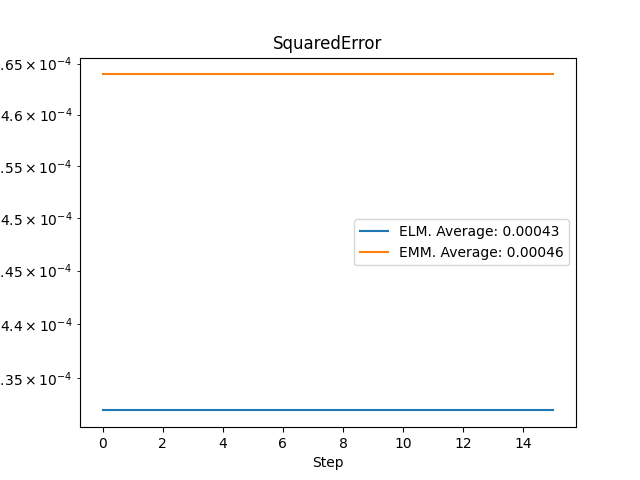 SquaredError
.65 × 10⁻⁴
4.6 × 10⁻⁴
.55 × 10⁻⁴
4.5 × 10⁻⁴
.45 × 10⁻⁴
4.4 × 10⁻⁴
.35 × 10⁻⁴
ELM. Average: 0.00043
EMM. Average: 0.00046
0 2 4 6 8 10 12 14
Step